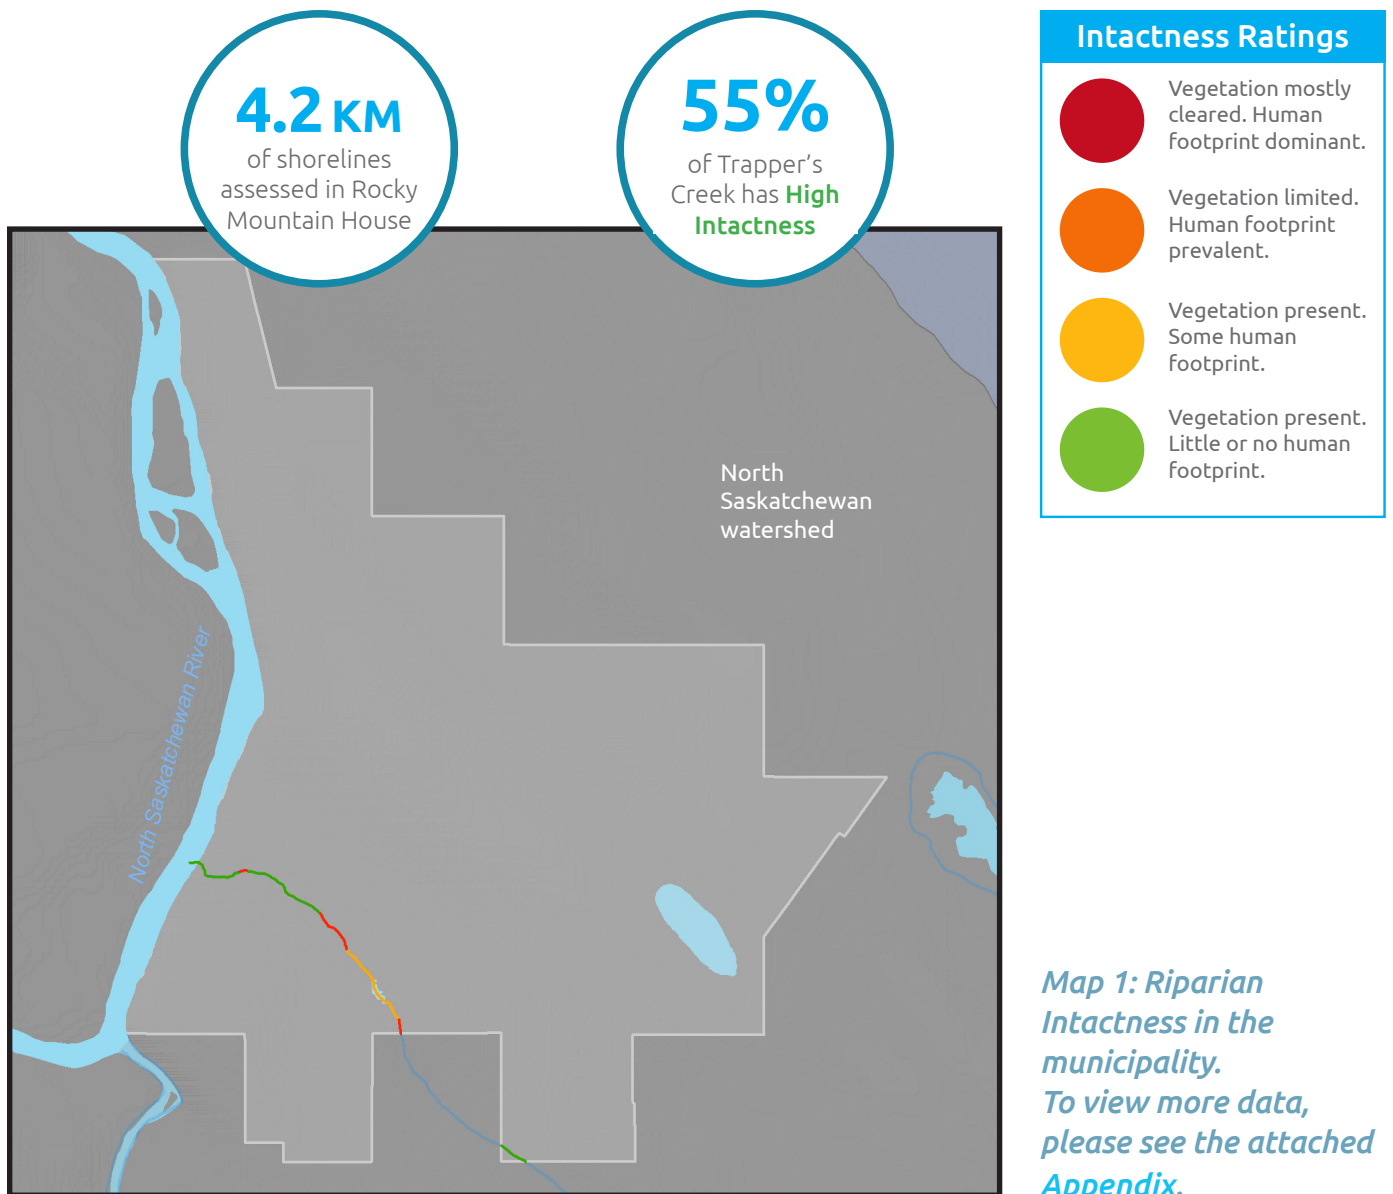 4.2 KM
of shorelines
assessed in Rocky
Mountain House
55%
of Trapper's
Creek has High
Intactness
Intactness Ratings
Vegetation mostly
cleared. Human
footprint dominant.
Vegetation limited.
Human footprint
prevalent.
Vegetation present.
Some human
footprint.
Vegetation present.
Little or no human
footprint.
North
Saskatchewan
watershed
North Saskatchewan River
Map 1: Riparian
Intactness in the
municipality.
To view more data,
please see the attached
Appendix.